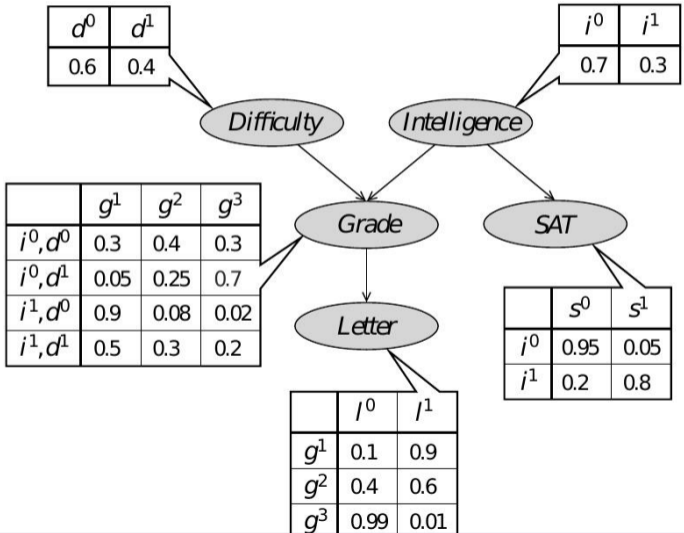 d⁰ d¹
0.6 0.4
i⁰ i¹
0.7 0.3
Difficulty
Intelligence
g¹ g² g³
i⁰,d⁰ 0.3 0.4 0.3
i⁰,d¹ 0.05 0.25 0.7
i¹,d⁰ 0.9 0.08 0.02
i¹,d¹ 0.5 0.3 0.2
Grade
SAT
Letter
s⁰ s¹
i⁰ 0.95 0.05
i¹ 0.2 0.8
l⁰ l¹
g¹ 0.1 0.9
g² 0.4 0.6
g³ 0.99 0.01